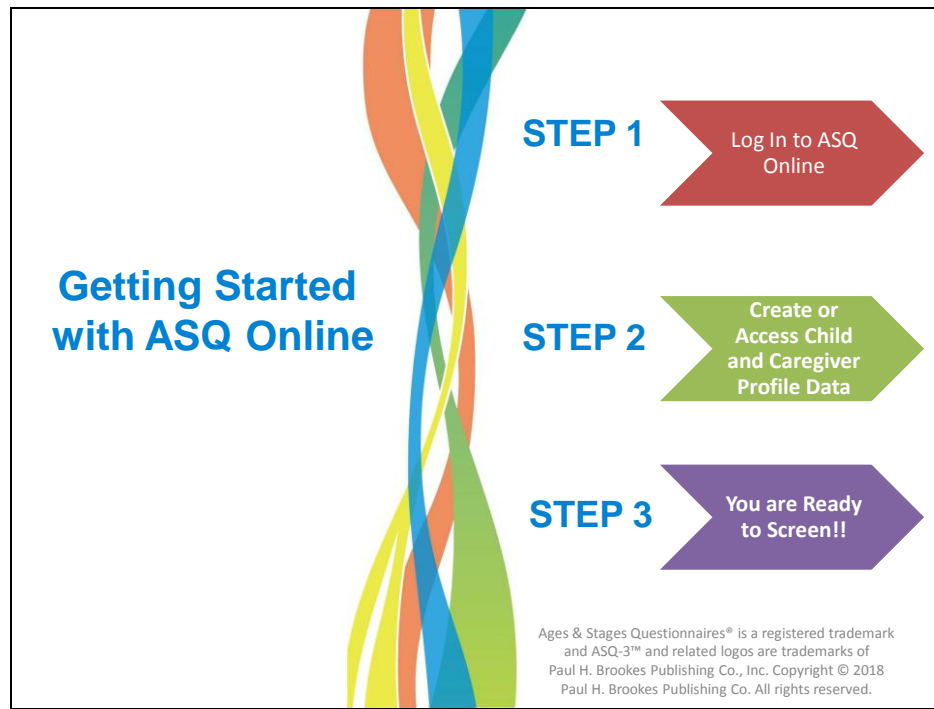 Getting Started
with ASQ Online
STEP 1
Log In to ASQ
Online
STEP 2
Create or
Access Child
and Caregiver
Profile Data
STEP 3
You are Ready
to Screen!!
Ages & Stages Questionnaires® is a registered trademark
and ASQ-3™ and related logos are trademarks of
Paul H. Brookes Publishing Co., Inc. Copyright © 2018
Paul H. Brookes Publishing Co. All rights reserved.